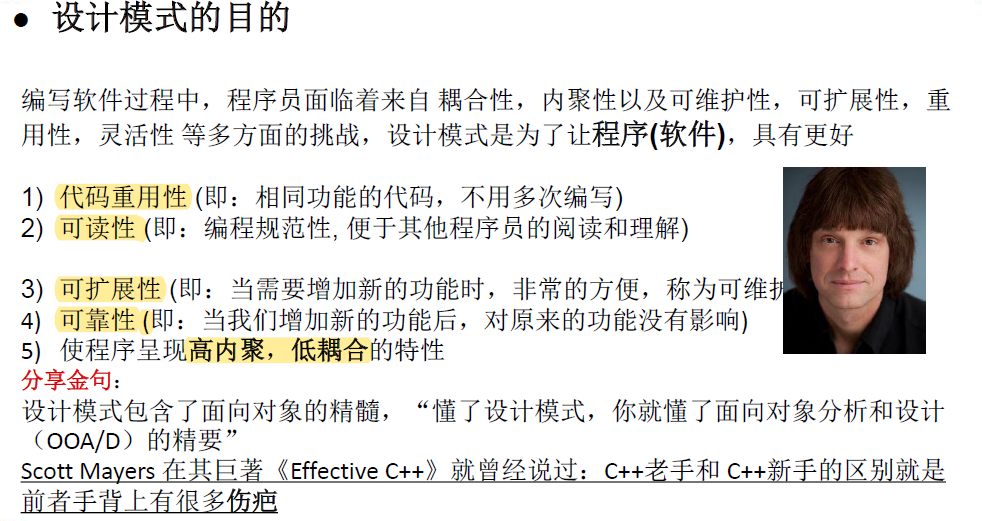 ● 设计模式的目的
编写软件过程中，程序员面临着来自 耦合性，内聚性以及可维护性，可扩展性，重
用性，灵活性 等多方面的挑战，设计模式是为了让程序(软件)，具有更好
1) 代码重用性 (即：相同功能的代码，不用多次编写)
2) 可读性 (即：编程规范性, 便于其他程序员的阅读和理解)
3) 可扩展性 (即：当需要增加新的功能时，非常的方便，称为可维
4) 可靠性 (即：当我们增加新的功能后，对原来的功能没有影响)
5) 使程序呈现高内聚，低耦合的特性
分享金句：
设计模式包含了面向对象的精髓，“懂了设计模式，你就懂了面向对象分析和设计
（OOA/D）的精要”
Scott Mayers 在其巨著《Effective C++》就曾经说过：C++老手和 C++新手的区别就是
前者手背上有很多伤疤